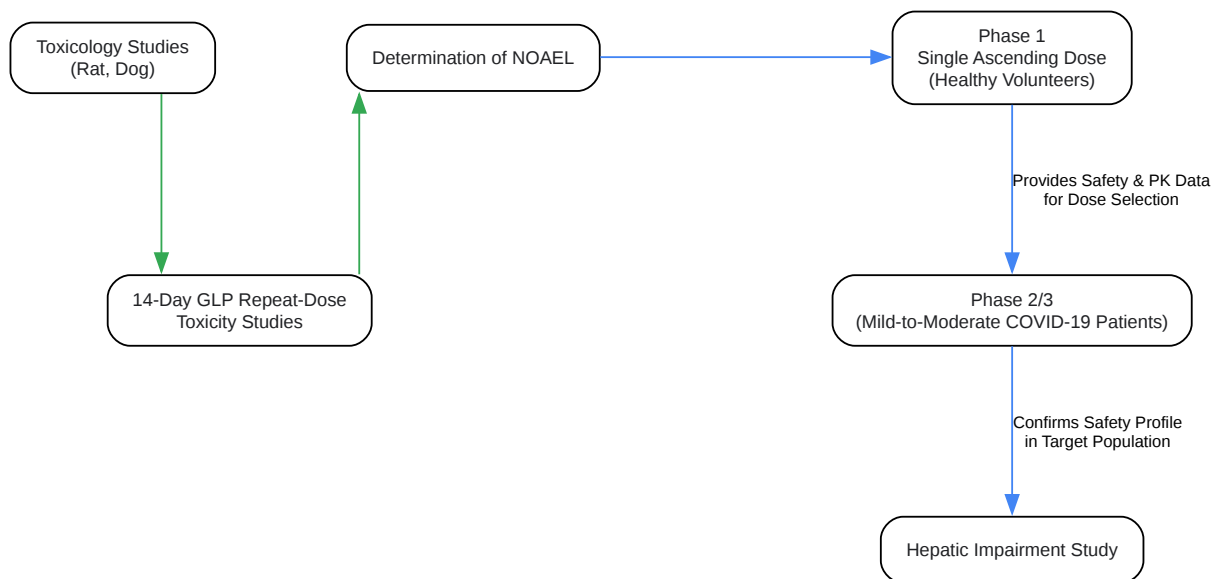 Toxicology Studies
(Rat, Dog)
14-Day GLP Repeat-Dose
Toxicity Studies
Determination of NOAEL
Phase 1
Single Ascending Dose
(Healthy Volunteers)
Provides Safety & PK Data
for Dose Selection
Phase 2/3
(Mild-to-Moderate COVID-19 Patients)
Confirms Safety Profile
in Target Population
Hepatic Impairment Study